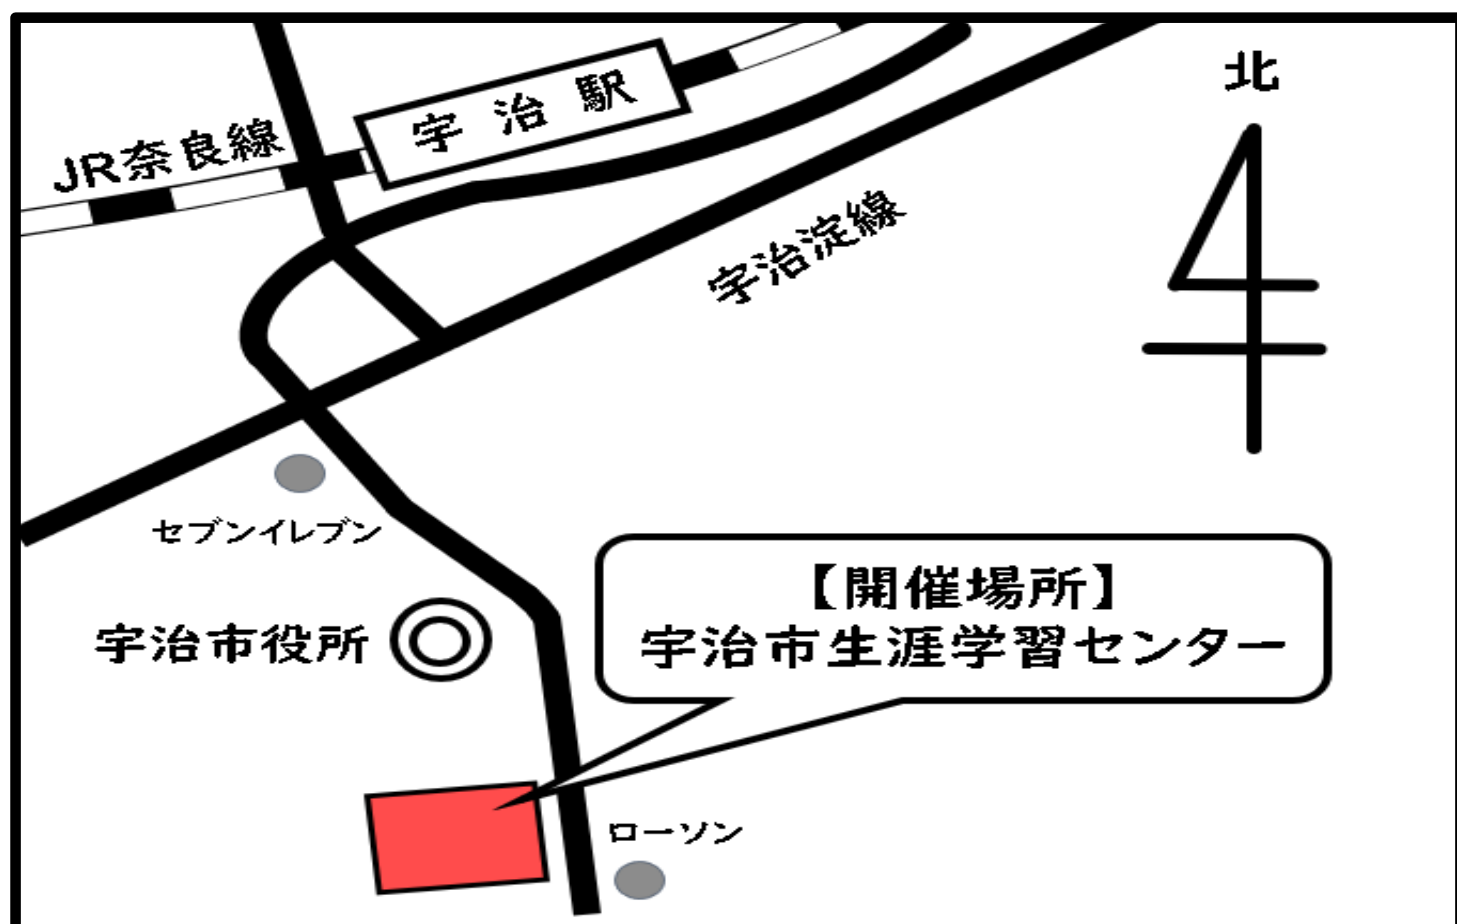 北
宇治駅
JR奈良線
宇治淀線
セブンイレブン
【開催場所】
宇治市生涯学習センター
宇治市役所
ローソン